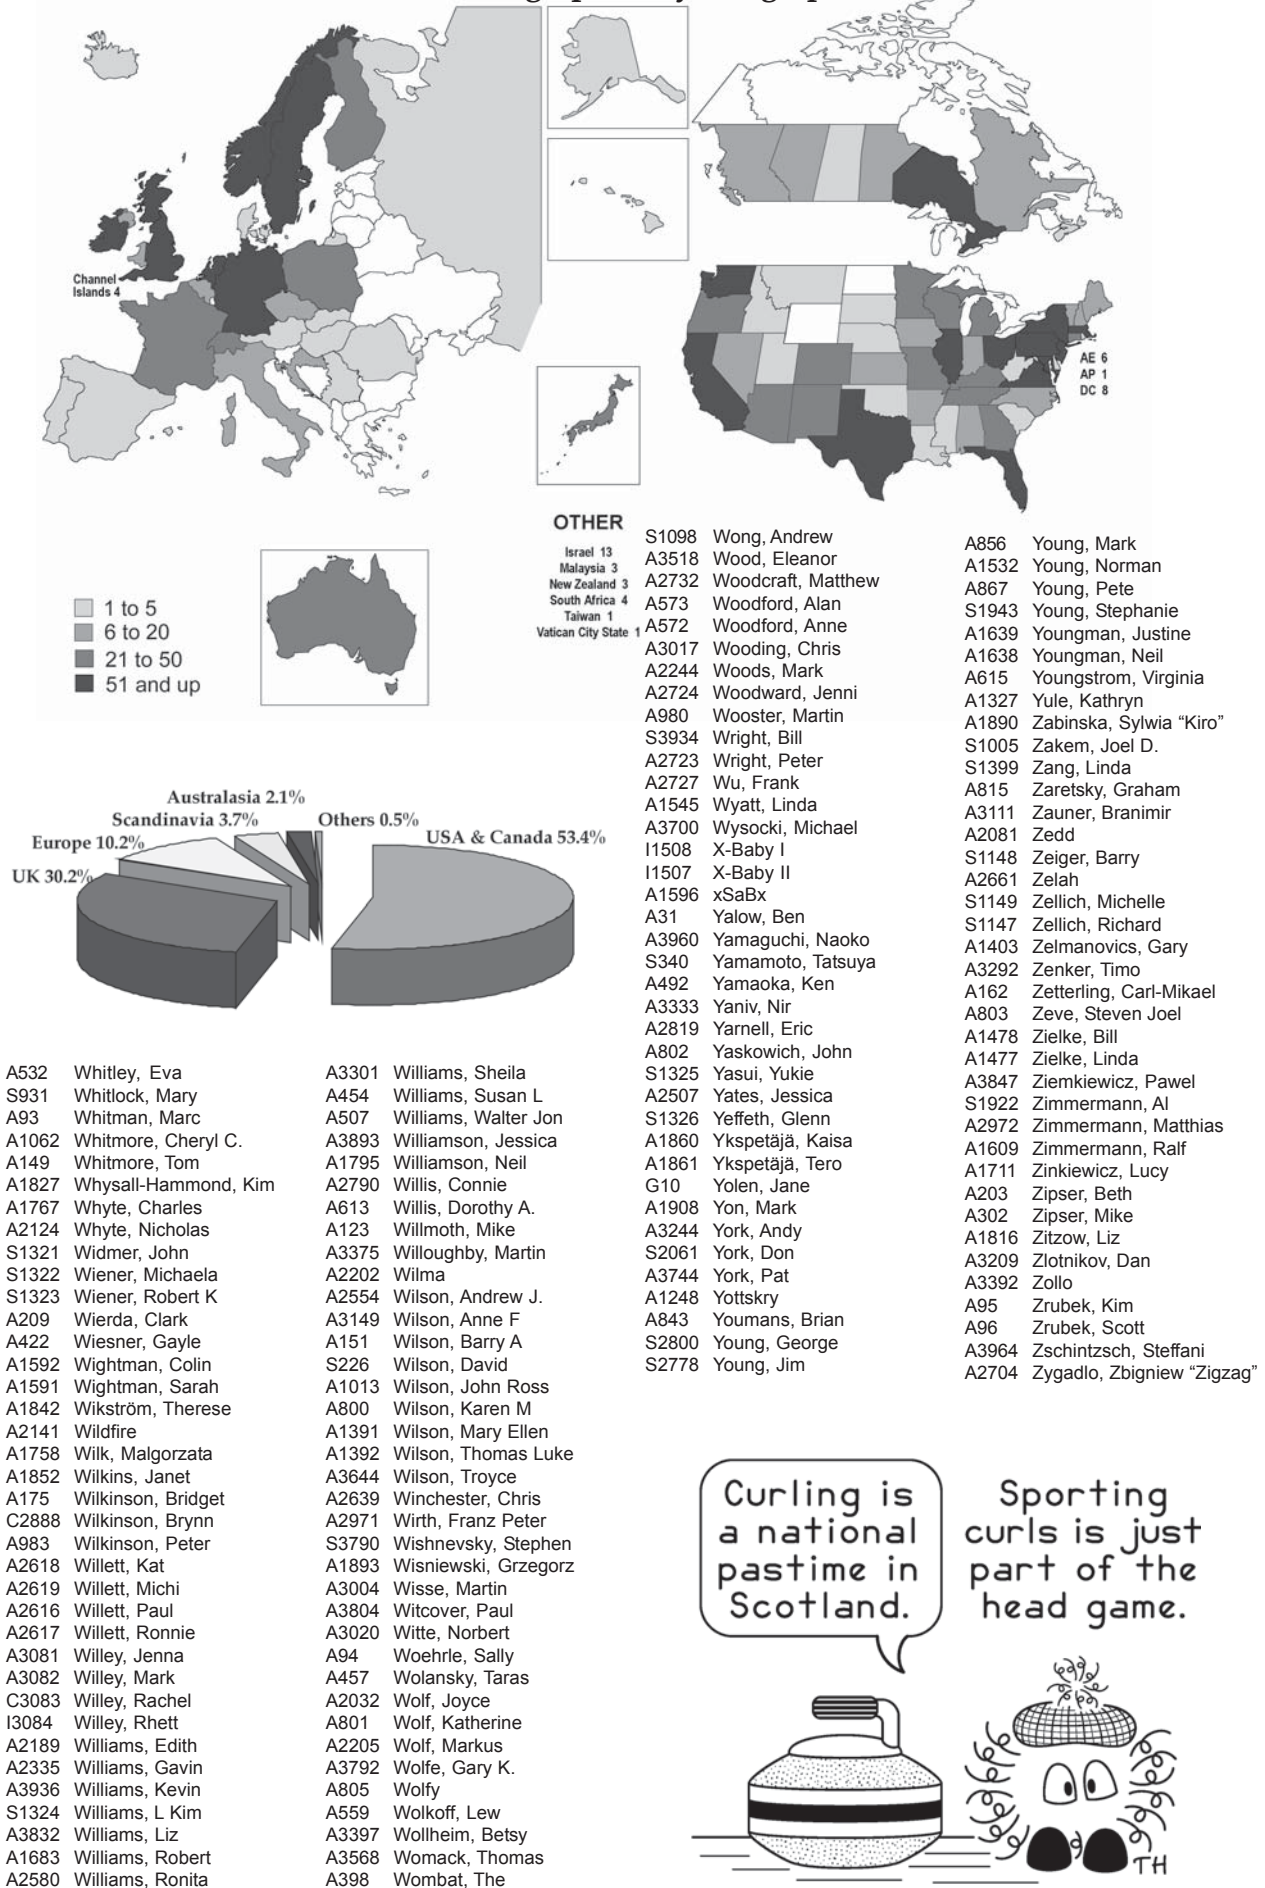 Channel
Islands 4
AE 6
AP 1
DC 8
OTHER
Israel 13
Malaysia 3
New Zealand 3
South Africa 4
Taiwan 1
Vatican City State 1
1 to 5
6 to 20
21 to 50
51 and up
Australasia 2.1%
Scandinavia 3.7%
Others 0.5%
Europe 10.2%
USA & Canada 53.4%
UK 30.2%
A532 Whitley, Eva
S931 Whitlock, Mary
A93 Whitman, Marc
A1062 Whitmore, Cheryl C.
A149 Whitmore, Tom
A1827 Whysall-Hammond, Kim
A1767 Whyte, Charles
A2124 Whyte, Nicholas
S1321 Widmer, John
S1322 Wiener, Michaela
S1323 Wiener, Robert K
A209 Wierda, Clark
A422 Wiesner, Gayle
A1592 Wightman, Colin
A1591 Wightman, Sarah
A1842 Wikström, Therese
A2141 Wildfire
A1758 Wilk, Malgorzata
A1852 Wilkins, Janet
A175 Wilkinson, Bridget
C2888 Wilkinson, Brynn
A983 Wilkinson, Peter
A2618 Willett, Kat
A2619 Willett, Michi
A2616 Willett, Paul
A2617 Willett, Ronnie
A3081 Willey, Jenna
A3082 Willey, Mark
C3083 Willey, Rachel
I3084 Willey, Rhett
A2189 Williams, Edith
A2335 Williams, Gavin
A3936 Williams, Kevin
S1324 Williams, L Kim
A3832 Williams, Liz
A1683 Williams, Robert
A2580 Williams, Ronita
A3301 Williams, Sheila
A454 Williams, Susan L
A507 Williams, Walter Jon
A3893 Williamson, Jessica
A1795 Williamson, Neil
A2790 Willis, Connie
A613 Willis, Dorothy A.
A123 Willmoth, Mike
A3375 Willoughby, Martin
A2202 Wilma
A2554 Wilson, Andrew J.
A3149 Wilson, Anne F
A151 Wilson, Barry A
S226 Wilson, David
A1013 Wilson, John Ross
A800 Wilson, Karen M
A1391 Wilson, Mary Ellen
A1392 Wilson, Thomas Luke
A3644 Wilson, Troyce
A2639 Winchester, Chris
A2971 Wirth, Franz Peter
S3790 Wishnevsky, Stephen
A1893 Wisniewski, Grzegorz
A3004 Wisse, Martin
A3804 Witcover, Paul
A3020 Witte, Norbert
A94 Woehrle, Sally
A457 Wolansky, Taras
A2032 Wolf, Joyce
A801 Wolf, Katherine
A2205 Wolf, Markus
A3792 Wolfe, Gary K.
A805 Wolfy
A559 Wolkoff, Lew
A3397 Wollheim, Betsy
A3568 Womack, Thomas
A398 Wombat, The
S1098 Wong, Andrew
A3518 Wood, Eleanor
A2732 Woodcraft, Matthew
A573 Woodford, Alan
A572 Woodford, Anne
A3017 Wooding, Chris
A2244 Woods, Mark
A2724 Woodward, Jenni
A980 Wooster, Martin
S3934 Wright, Bill
A2723 Wright, Peter
A2727 Wu, Frank
A1545 Wyatt, Linda
A3700 Wysocki, Michael
I1508 X-Baby I
I1507 X-Baby II
A1596 xSaBx
A31 Yalow, Ben
A3960 Yamaguchi, Naoko
S340 Yamamoto, Tatsuya
A492 Yamaoka, Ken
A3333 Yaniv, Nir
A2819 Yarnell, Eric
A802 Yaskowich, John
S1325 Yasui, Yukie
A2507 Yates, Jessica
S1326 Yeffeth, Glenn
A1860 Ykspetäjä, Kaisa
A1861 Ykspetäjä, Tero
G10 Yolen, Jane
A1908 Yon, Mark
A3244 York, Andy
S2061 York, Don
A3744 York, Pat
A1248 Yottskry
A843 Youmans, Brian
S2800 Young, George
S2778 Young, Jim
A856 Young, Mark
A1532 Young, Norman
A867 Young, Pete
S1943 Young, Stephanie
A1639 Youngman, Justine
A1638 Youngman, Neil
A615 Youngstrom, Virginia
A1327 Yule, Kathryn
A1890 Zabinska, Sylwia “Kiro”
S1005 Zakem, Joel D.
S1399 Zang, Linda
A815 Zaretsky, Graham
A3111 Zauner, Branimir
A2081 Zedd
S1148 Zeiger, Barry
A2661 Zelah
S1149 Zellich, Michelle
S1147 Zellich, Richard
A1403 Zelmanovics, Gary
A3292 Zenker, Timo
A162 Zetterling, Carl-Mikael
A803 Zeve, Steven Joel
A1478 Zielke, Bill
A1477 Zielke, Linda
A3847 Ziemkiewicz, Pawel
S1922 Zimmermann, Al
A2972 Zimmermann, Matthias
A1609 Zimmermann, Ralf
A1711 Zinkiewicz, Lucy
A203 Zipser, Beth
A302 Zipser, Mike
A1816 Zitzow, Liz
A3209 Zlotnikov, Dan
A3392 Zollo
A95 Zrubek, Kim
A96 Zrubek, Scott
A3964 Zschintzsch, Steffani
A2704 Zygadlo, Zbigniew “Zigzag”
Curling is
a national
pastime in
Scotland.
Sporting
curls is just
part of the
head game.
TH